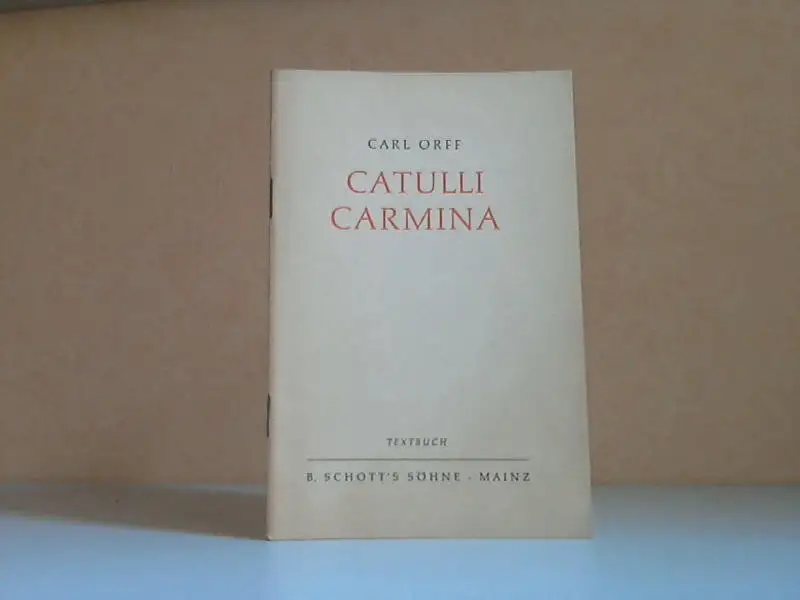 CARL ORFF
CATULLI
CARMINA
TEXTBUCH
B. SCHOTT'S SÖHNE · MAINZ